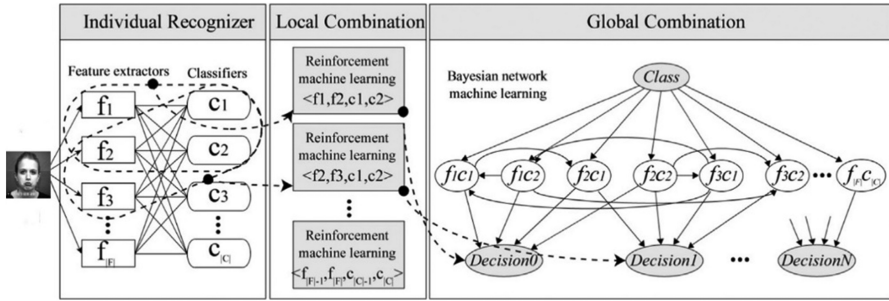 Individual Recognizer
Local Combination
Global Combination
Feature extractors
Classifiers
f1
c1
f2
c2
f3
c3
f|F|
c|C|
Reinforcement
machine learning
<f1,f2,c1,c2>
Reinforcement
machine learning
<f2,f3,c1,c2>
Reinforcement
machine learning
<f|F|-1,f|F|,c|C|-1,c|C|>
Bayesian network
machine learning
Class
f1c1
f1c2
f2c1
f2c2
f3c1
f3c2
f|F|c|C|
Decision0
Decision1
DecisionN